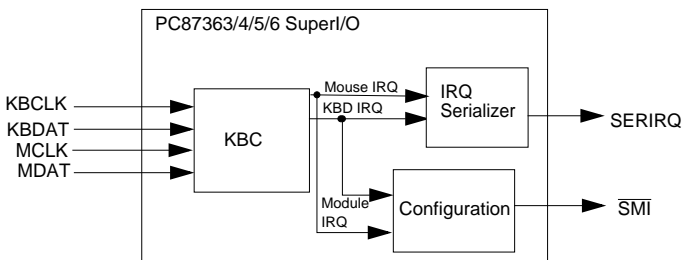 PC87363/4/5/6 SuperI/O
KBCLK
KBDAT
MCLK
MDAT
KBC
Mouse IRQ
KBD IRQ
IRQ
Serializer
SERIRQ
Module
IRQ
Configuration
SMI